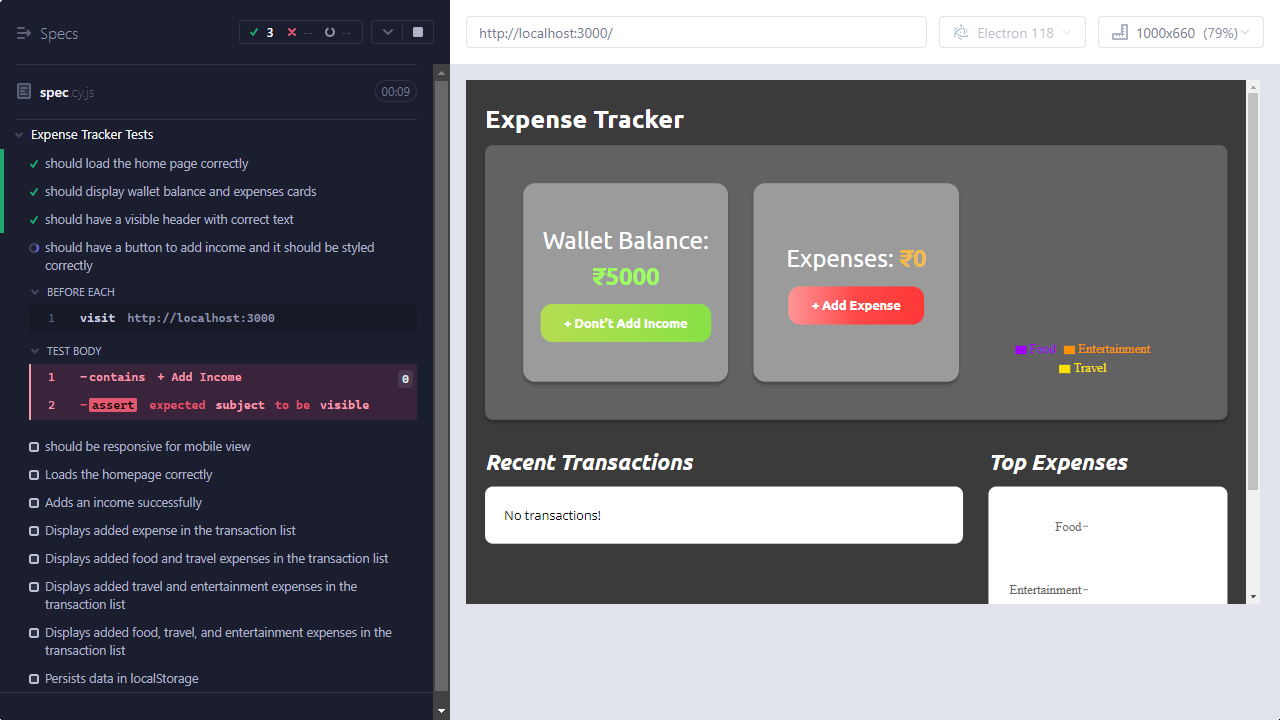 Specs
3
--
--
spec.cy.js
00:09
Expense Tracker Tests
should load the home page correctly
should display wallet balance and expenses cards
should have a visible header with correct text
should have a button to add income and it should be styled
correctly
BEFORE EACH
1 visit http://localhost:3000
TEST BODY
1 -contains + Add Income 0
2 -assert expected subject to be visible
should be responsive for mobile view
Loads the homepage correctly
Adds an income successfully
Displays added expense in the transaction list
Displays added food and travel expenses in the transaction list
Displays added travel and entertainment expenses in the
transaction list
Displays added food, travel, and entertainment expenses in the
transaction list
Persists data in localStorage
http://localhost:3000/
Electron 118
1000x660 (79%)
Expense Tracker
Wallet Balance:
₹5000
+ Dont't Add Income
Expenses: ₹0
+ Add Expense
Food Entertainment
Travel
Recent Transactions
No transactions!
Top Expenses
Food
Entertainment